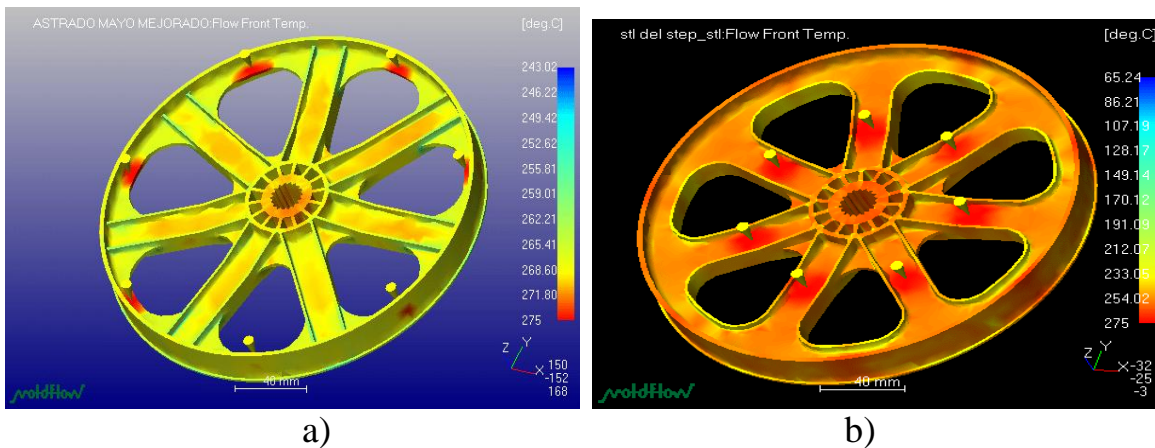 ASTRADO MAYO MEJORADO:Flow Front Temp.
[deg.C]
243.02
246.22
249.42
252.62
255.81
259.01
262.21
265.41
268.60
271.80
275
Z
Y
X
150
-152
168
40 mm
moldflow
a)
stl del step_stl:Flow Front Temp.
[deg.C]
65.24
86.21
107.19
128.17
149.14
170.12
191.09
212.07
233.05
254.02
275
Z
Y
X
-32
-25
-3
40 mm
moldflow
b)